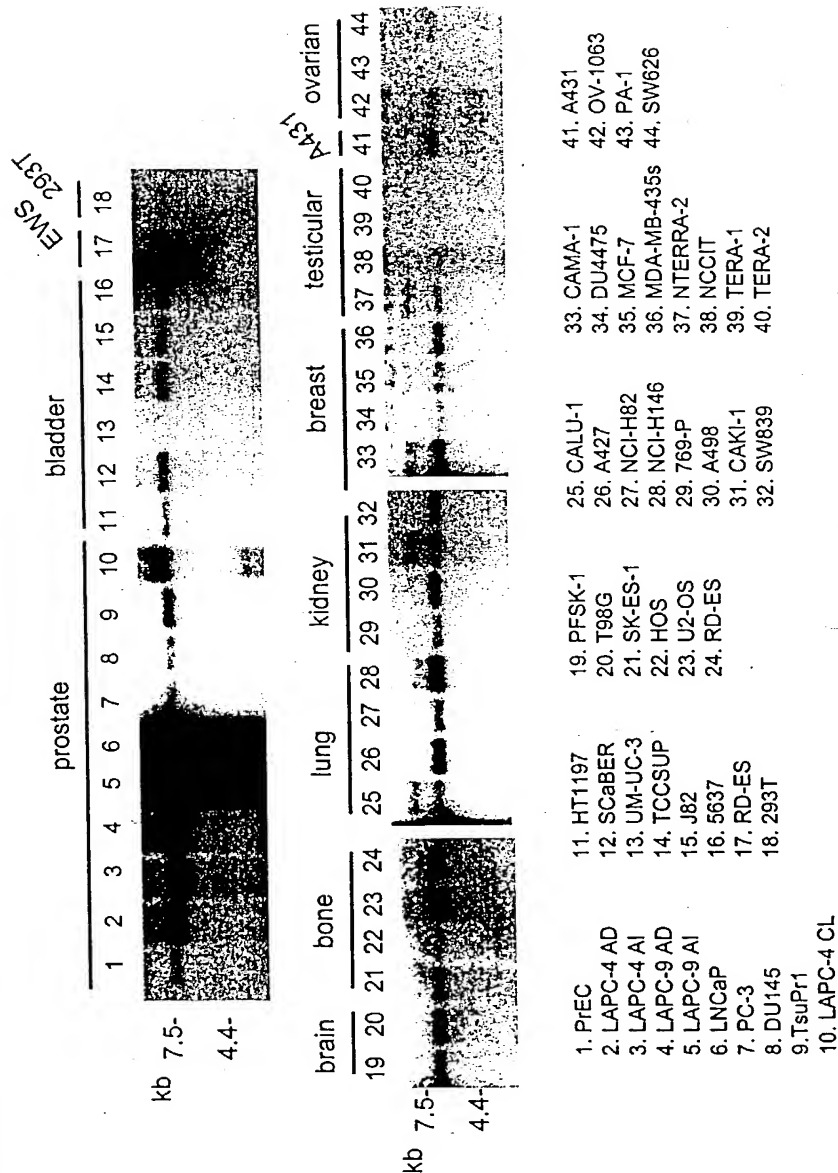 prostate
bladder
EWS
293T
1 2 3 4 5 6 7 8 9 10 11 12 13 14 15 16 17 18
kb
7.5-
4.4-
brain
bone
lung
kidney
breast
testicular
A431
ovarian
19 20 21 22 23 24 25 26 27 28 29 30 31 32 33 34 35 36 37 38 39 40 41 42 43 44
kb
7.5-
4.4-
1. PrEC
2. LAPC-4 AD
3. LAPC-4 AI
4. LAPC-9 AD
5. LAPC-9 AI
6. LNCaP
7. PC-3
8. DU145
9.TsuPr1
10. LAPC-4 CL
11. HT1197
12. SCaBER
13. UM-UC-3
14. TCCSUP
15. J82
16. 5637
17. RD-ES
18. 293T
19. PFSK-1
20. T98G
21. SK-ES-1
22. HOS
23. U2-OS
24. RD-ES
25. CALU-1
26. A427
27. NCI-H82
28. NCI-H146
29. 769-P
30. A498
31. CAKI-1
32. SW839
33. CAMA-1
34. DU4475
35. MCF-7
36. MDA-MB-435s
37. NTERRA-2
38. NCCIT
39. TERA-1
40. TERA-2
41. A431
42. OV-1063
43. PA-1
44. SW626